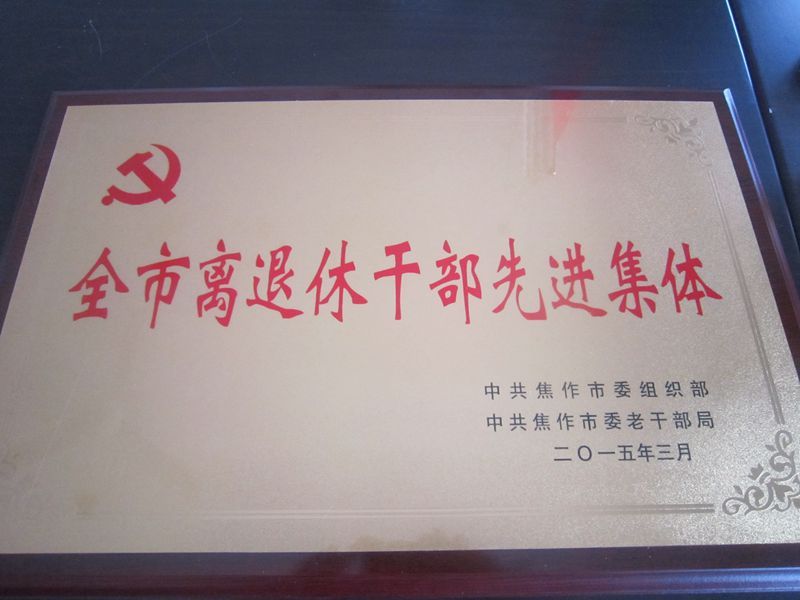 全市离退休干部先进集体
中共焦作市委组织部
中共焦作市委老干部局
二〇一五年三月